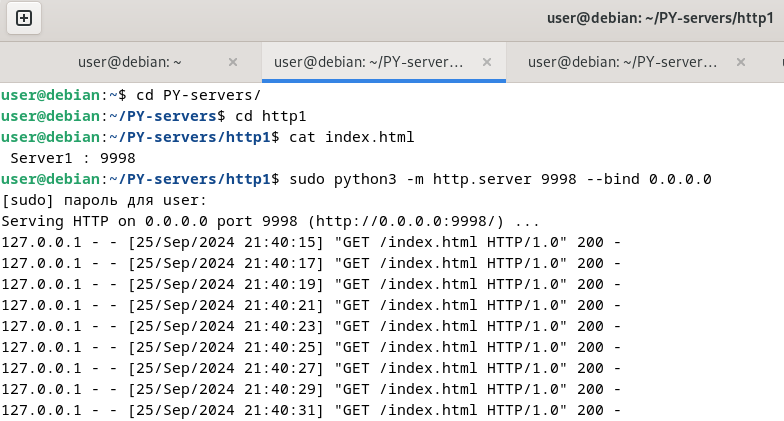 user@debian: ~/PY-servers/http1
user@debian: ~ × user@debian: ~/PY-server… × user@debian: ~/PY-server… ×
user@debian:~$ cd PY-servers/
user@debian:~/PY-servers$ cd http1
user@debian:~/PY-servers/http1$ cat index.html
 Server1 : 9998
user@debian:~/PY-servers/http1$ sudo python3 -m http.server 9998 --bind 0.0.0.0
[sudo] пароль для user:
Serving HTTP on 0.0.0.0 port 9998 (http://0.0.0.0:9998/) ...
127.0.0.1 - - [25/Sep/2024 21:40:15] "GET /index.html HTTP/1.0" 200 -
127.0.0.1 - - [25/Sep/2024 21:40:17] "GET /index.html HTTP/1.0" 200 -
127.0.0.1 - - [25/Sep/2024 21:40:19] "GET /index.html HTTP/1.0" 200 -
127.0.0.1 - - [25/Sep/2024 21:40:21] "GET /index.html HTTP/1.0" 200 -
127.0.0.1 - - [25/Sep/2024 21:40:23] "GET /index.html HTTP/1.0" 200 -
127.0.0.1 - - [25/Sep/2024 21:40:25] "GET /index.html HTTP/1.0" 200 -
127.0.0.1 - - [25/Sep/2024 21:40:27] "GET /index.html HTTP/1.0" 200 -
127.0.0.1 - - [25/Sep/2024 21:40:29] "GET /index.html HTTP/1.0" 200 -
127.0.0.1 - - [25/Sep/2024 21:40:31] "GET /index.html HTTP/1.0" 200 -